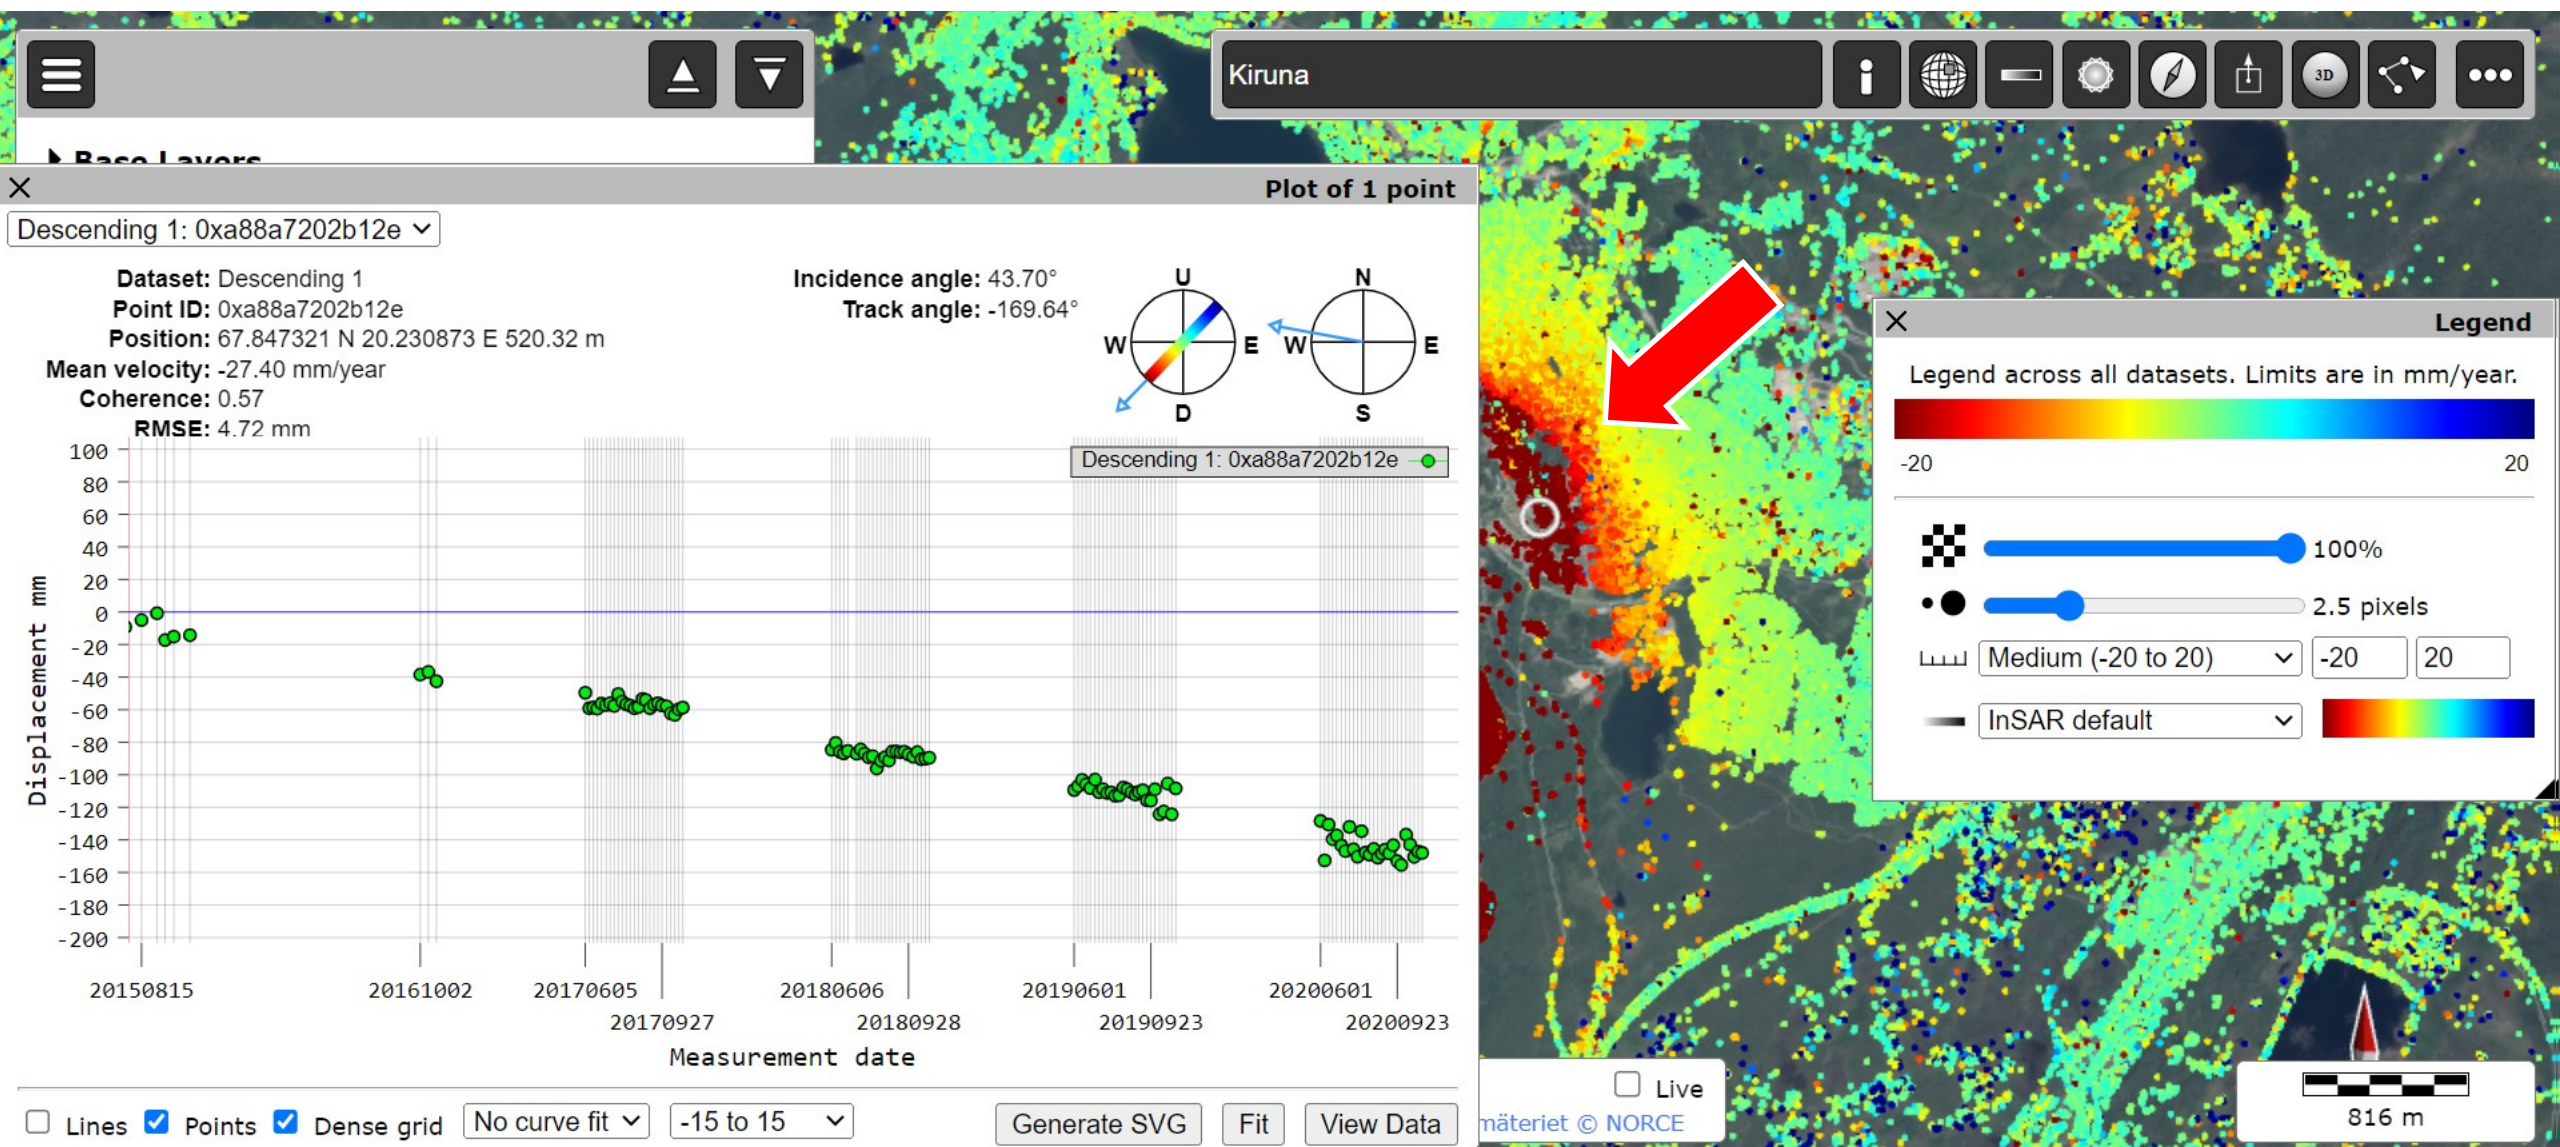 Kiruna
3D
Base Layers
Plot of 1 point
Descending 1: 0xa88a7202b12e
Dataset: Descending 1
Point ID: 0xa88a7202b12e
Position: 67.847321 N 20.230873 E 520.32 m
Mean velocity: -27.40 mm/year
Coherence: 0.57
RMSE: 4.72 mm
Incidence angle: 43.70°
Track angle: -169.64°
U
W E
D
N
W E
S
Descending 1: 0xa88a7202b12e
Displacement mm
100
80
60
40
20
0
-20
-40
-60
-80
-100
-120
-140
-160
-180
-200
20150815 20161002 20170605 20180606 20190601 20200601
20170927 20180928 20190923 20200923
Measurement date
Lines Points Dense grid No curve fit -15 to 15 Generate SVG Fit View Data
Legend
Legend across all datasets. Limits are in mm/year.
-20 20
100%
2.5 pixels
Medium (-20 to 20) -20 20
InSAR default
Live
mäteriet © NORCE
816 m